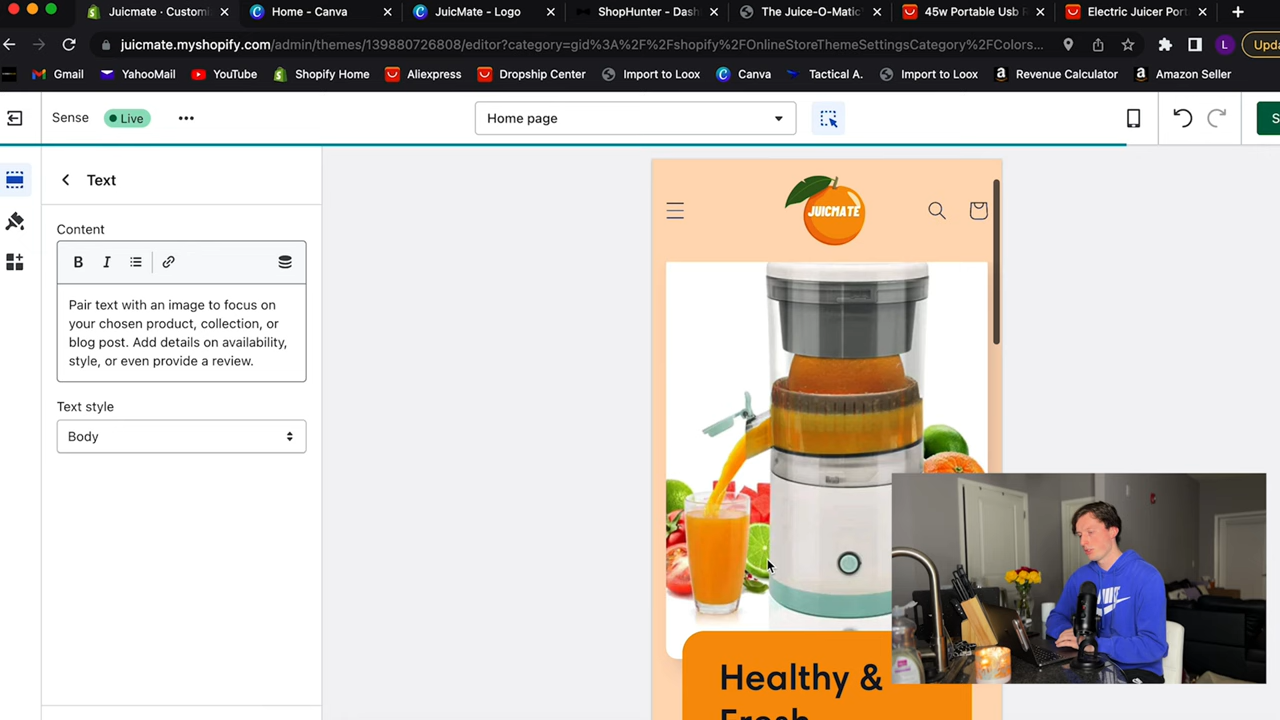 Juicmate · Customi
Home - Canva
JuicMate - Logo
ShopHunter - Dash
The Juice-O-Matic
45w Portable Usb R
Electric Juicer Port
juicmate.myshopify.com/admin/themes/139880726808/editor?category=gid%3A%2F%2Fshopify%2FOnlineStoreThemeSettingsCategory%2FColors...
L
Upda
Gmail
YahooMail
YouTube
Shopify Home
Aliexpress
Dropship Center
Import to Loox
Canva
Tactical A.
Import to Loox
Revenue Calculator
Amazon Seller
Sense
Live
Home page
S
Text
Content
B I
Pair text with an image to focus on
your chosen product, collection, or
blog post. Add details on availability,
style, or even provide a review.
Text style
Body
JUICMATE
Healthy &
Fresh